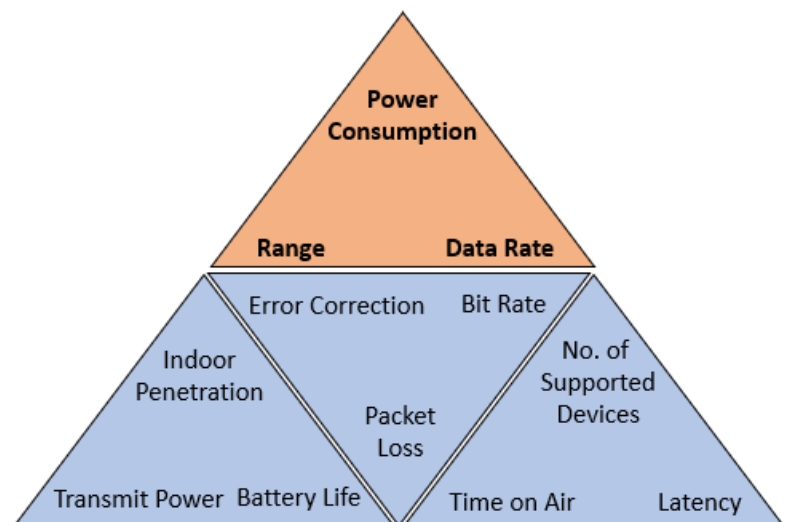 Power
Consumption
Range
Data Rate
Error Correction
Bit Rate
Indoor
Penetration
No. of
Supported
Devices
Packet
Loss
Transmit Power
Battery Life
Time on Air
Latency